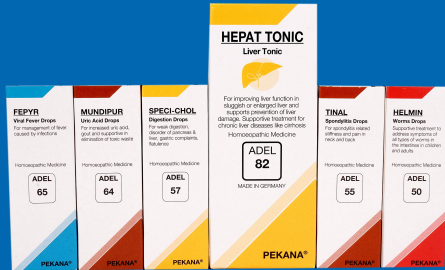 FEPYR
Viral Fever Drops
For management of fever
caused by infections
Homoeopathic Medicine
ADEL
65
MUNDIPUR
Uric Acid Drops
For increased uric acid,
gout and supportive in
elimination of toxic waste
Homoeopathic Medicine
ADEL
64
PEKANA®
SPECI-CHOL
Digestion Drops
For weak digestion,
disorder of pancreas &
liver, gastric complaints,
flatulence
Homoeopathic Medicine
ADEL
57
PEKANA®
HEPAT TONIC
Liver Tonic
For improving liver function in
sluggish or enlarged liver and
supports prevention of liver
damage. Supportive treatment for
chronic liver diseases like cirrhosis
Homoeopathic Medicine
ADEL
82
MADE IN GERMANY
PEKANA®
TINAL
Spondylitis Drops
For spondylitis related
stiffness and pain in
neck and back
Homoeopathic Medicine
ADEL
55
PEKANA®
HELMIN
Worms Drops
Supportive treatment to
address symptoms of
all types of worms in
the intestines in children
and adults
Homoeopathic Medicine
ADEL
50
PEKANA®